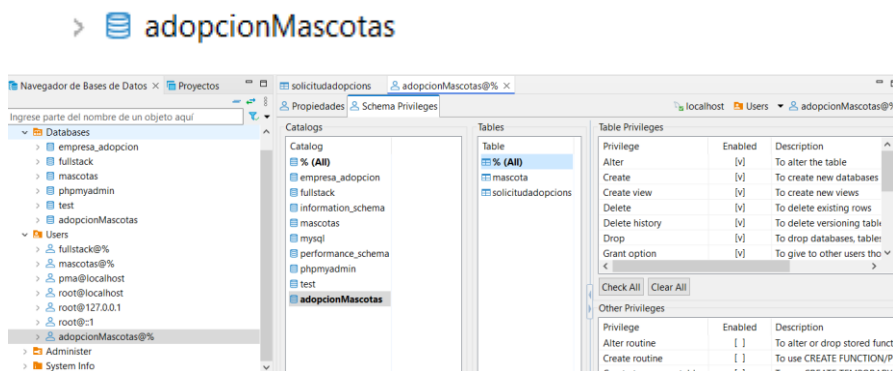 adopcionMascotas
Navegador de Bases de Datos Proyectos
Ingrese parte del nombre de un objeto aquí
Databases
empresa_adopcion
fullstack
mascotas
phpmyadmin
test
adopcionMascotas
Users
fullstack@%
mascotas@%
pma@localhost
root@localhost
root@127.0.0.1
root@::1
adopcionMascotas@%
Administer
System Info
solicitudadopcions adopcionMascotas@%
Propiedades Schema Privileges
localhost Users adopcionMascotas@%
Catalogs
Catalog
% (All)
empresa_adopcion
fullstack
information_schema
mascotas
mysql
performance_schema
phpmyadmin
test
adopcionMascotas
Tables
Table
% (All)
mascota
solicitudadopcions
Table Privileges
Privilege Enabled Description
Alter [v] To alter the table
Create [v] To create new databases
Create view [v] To create new views
Delete [v] To delete existing rows
Delete history [v] To delete versioning table
Drop [v] To drop databases, tables
Grant option [v] To give to other users tho
Check All Clear All
Other Privileges
Privilege Enabled Description
Alter routine [ ] To alter or drop stored funct
Create routine [ ] To use CREATE FUNCTION/P